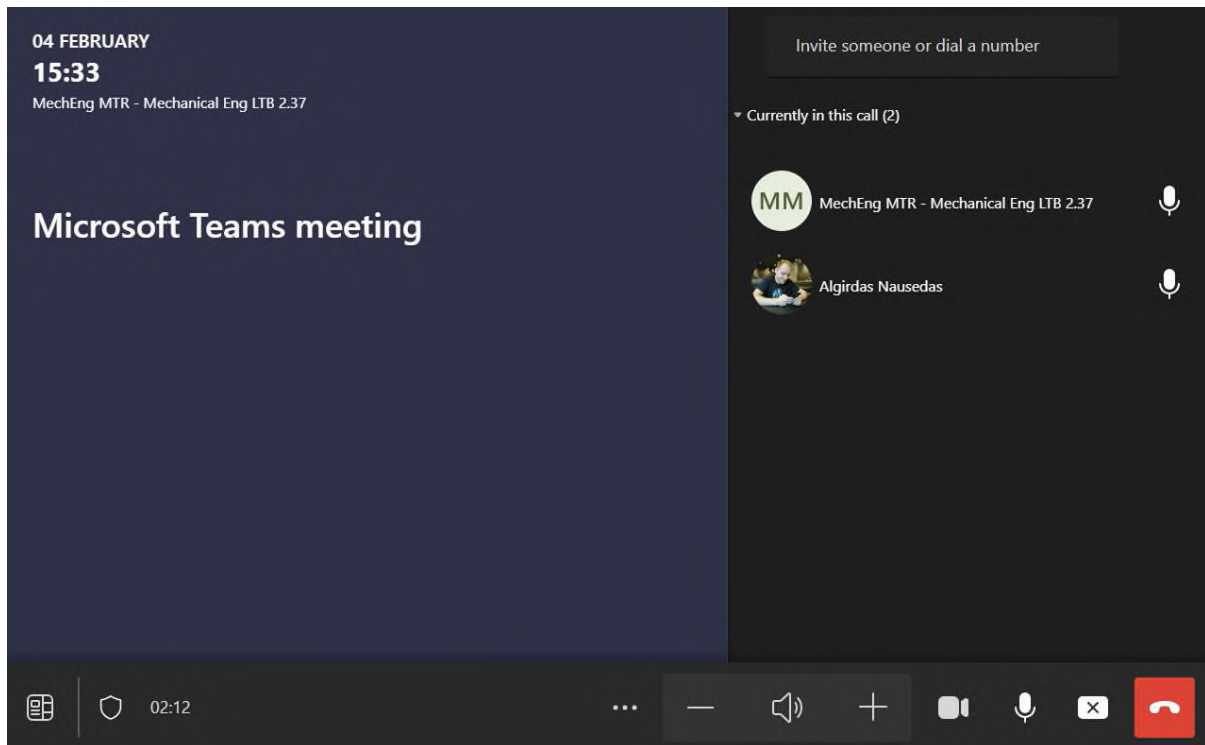 04 FEBRUARY
15:33
MechEng MTR - Mechanical Eng LTB 2.37
Microsoft Teams meeting
Invite someone or dial a number
Currently in this call (2)
MM MechEng MTR - Mechanical Eng LTB 2.37
Algirdas Nausedas
02:12